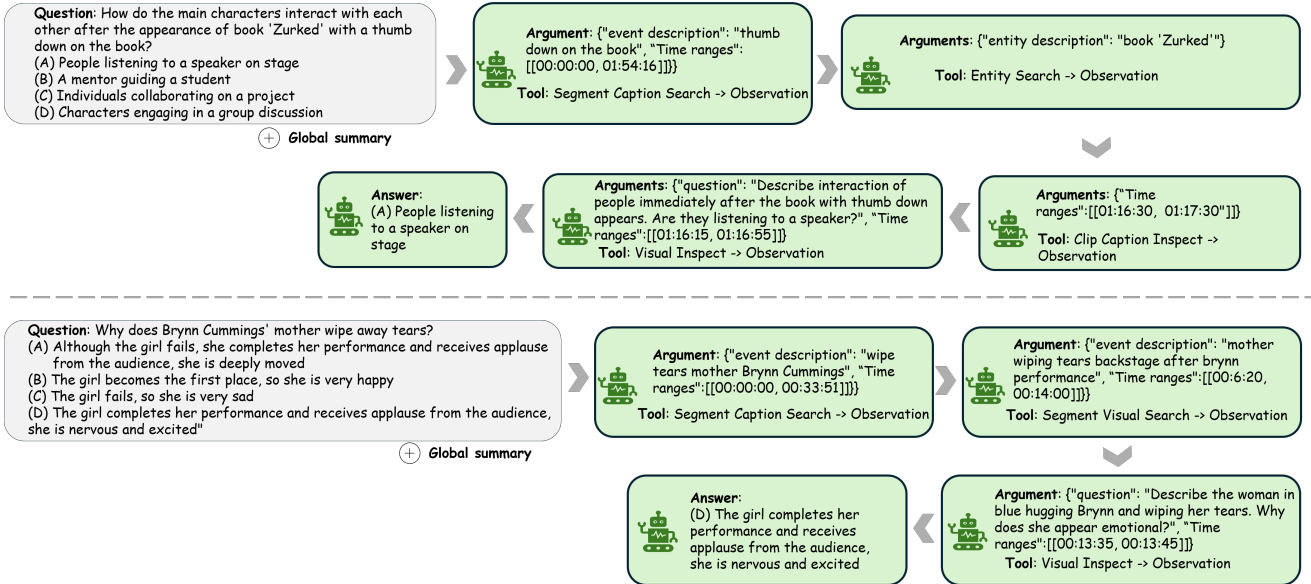 Question: How do the main characters interact with each
other after the appearance of book 'Zurked' with a thumb
down on the book?
(A) People listening to a speaker on stage
(B) A mentor guiding a student
(C) Individuals collaborating on a project
(D) Characters engaging in a group discussion
+ Global summary
Argument: {"event description": "thumb
down on the book", "Time ranges":
[[00:00:00, 01:54:16]]}}
Tool: Segment Caption Search -> Observation
Arguments: {"entity description": "book 'Zurked'"}
Tool: Entity Search -> Observation
Arguments: {"Time
ranges":[[01:16:30, 01:17:30"]]}
Tool: Clip Caption Inspect ->
Observation
Arguments: {"question": "Describe interaction of
people immediately after the book with thumb down
appears. Are they listening to a speaker?", "Time
ranges":[[01:16:15, 01:16:55]]}
Tool: Visual Inspect -> Observation
Answer:
(A) People listening
to a speaker on
stage
Question: Why does Brynn Cummings' mother wipe away tears?
(A) Although the girl fails, she completes her performance and receives applause
from the audience, she is deeply moved
(B) The girl becomes the first place, so she is very happy
(C) The girl fails, so she is very sad
(D) The girl completes her performance and receives applause from the audience,
she is nervous and excited"
+ Global summary
Argument: {"event description": "wipe
tears mother Brynn Cummings", "Time
ranges":[[00:00:00, 00:33:51]]}}
Tool: Segment Caption Search -> Observation
Argument: {"event description": "mother
wiping tears backstage after brynn
performance", "Time ranges":[[00:6:20,
00:14:00]]}}
Tool: Segment Visual Search -> Observation
Argument: {"question": "Describe the woman in
blue hugging Brynn and wiping her tears. Why
does she appear emotional?", "Time
ranges":[[00:13:35, 00:13:45]]}
Tool: Visual Inspect -> Observation
Answer:
(D) The girl completes her
performance and receives
applause from the audience,
she is nervous and excited